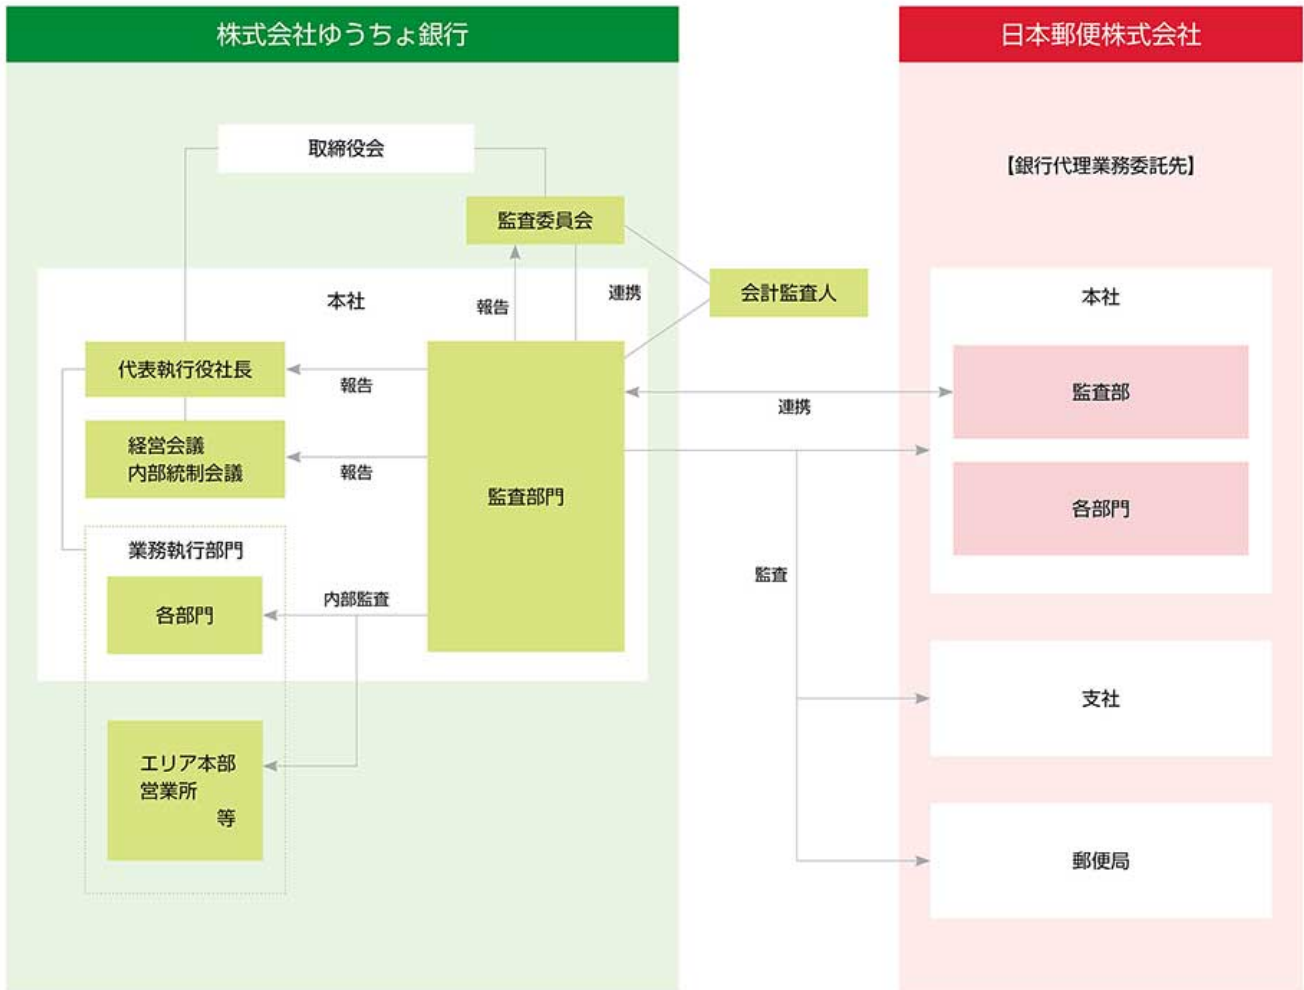 株式会社ゆうちょ銀行
日本郵便株式会社
取締役会
【銀行代理業務委託先】
監査委員会
会計監査人
本社
報告
連携
本社
代表執行役社長
報告
監査部
連携
経営会議
内部統制会議
報告
監査部門
各部門
業務執行部門
監査
各部門
内部監査
支社
エリア本部
営業所
等
郵便局